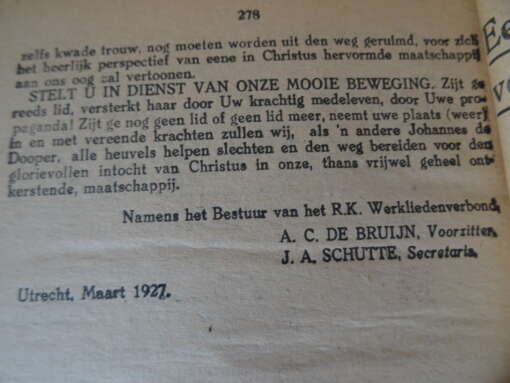 278
zelfs kwade trouw, nog moeten worden uit den weg geruimd, voor zich
het heerlijk perspectief van eene in Christus hervormde maatschappij
aan ons oog zal vertoonen.
STELT U IN DIENST VAN ONZE MOOIE BEWEGING. Zijt ge
reeds lid, versterkt haar door Uw krachtig medeleven, door Uwe pro-
paganda! Zijt ge nog geen lid of geen lid meer, neemt uwe plaats (weer)
in en met vereende krachten zullen wij, als 'n andere Johannes de
Dooper, alle heuvels helpen slechten en den weg bereiden voor den
glorievollen intocht van Christus in onze, thans vrijwel geheel ont-
kerstende, maatschappij.
Namens het Bestuur van het R.K. Werkliedenverbond,
A. C. DE BRUIJN, Voorzitter.
J. A. SCHUTTE, Secretaris.
Utrecht, Maart 1927.